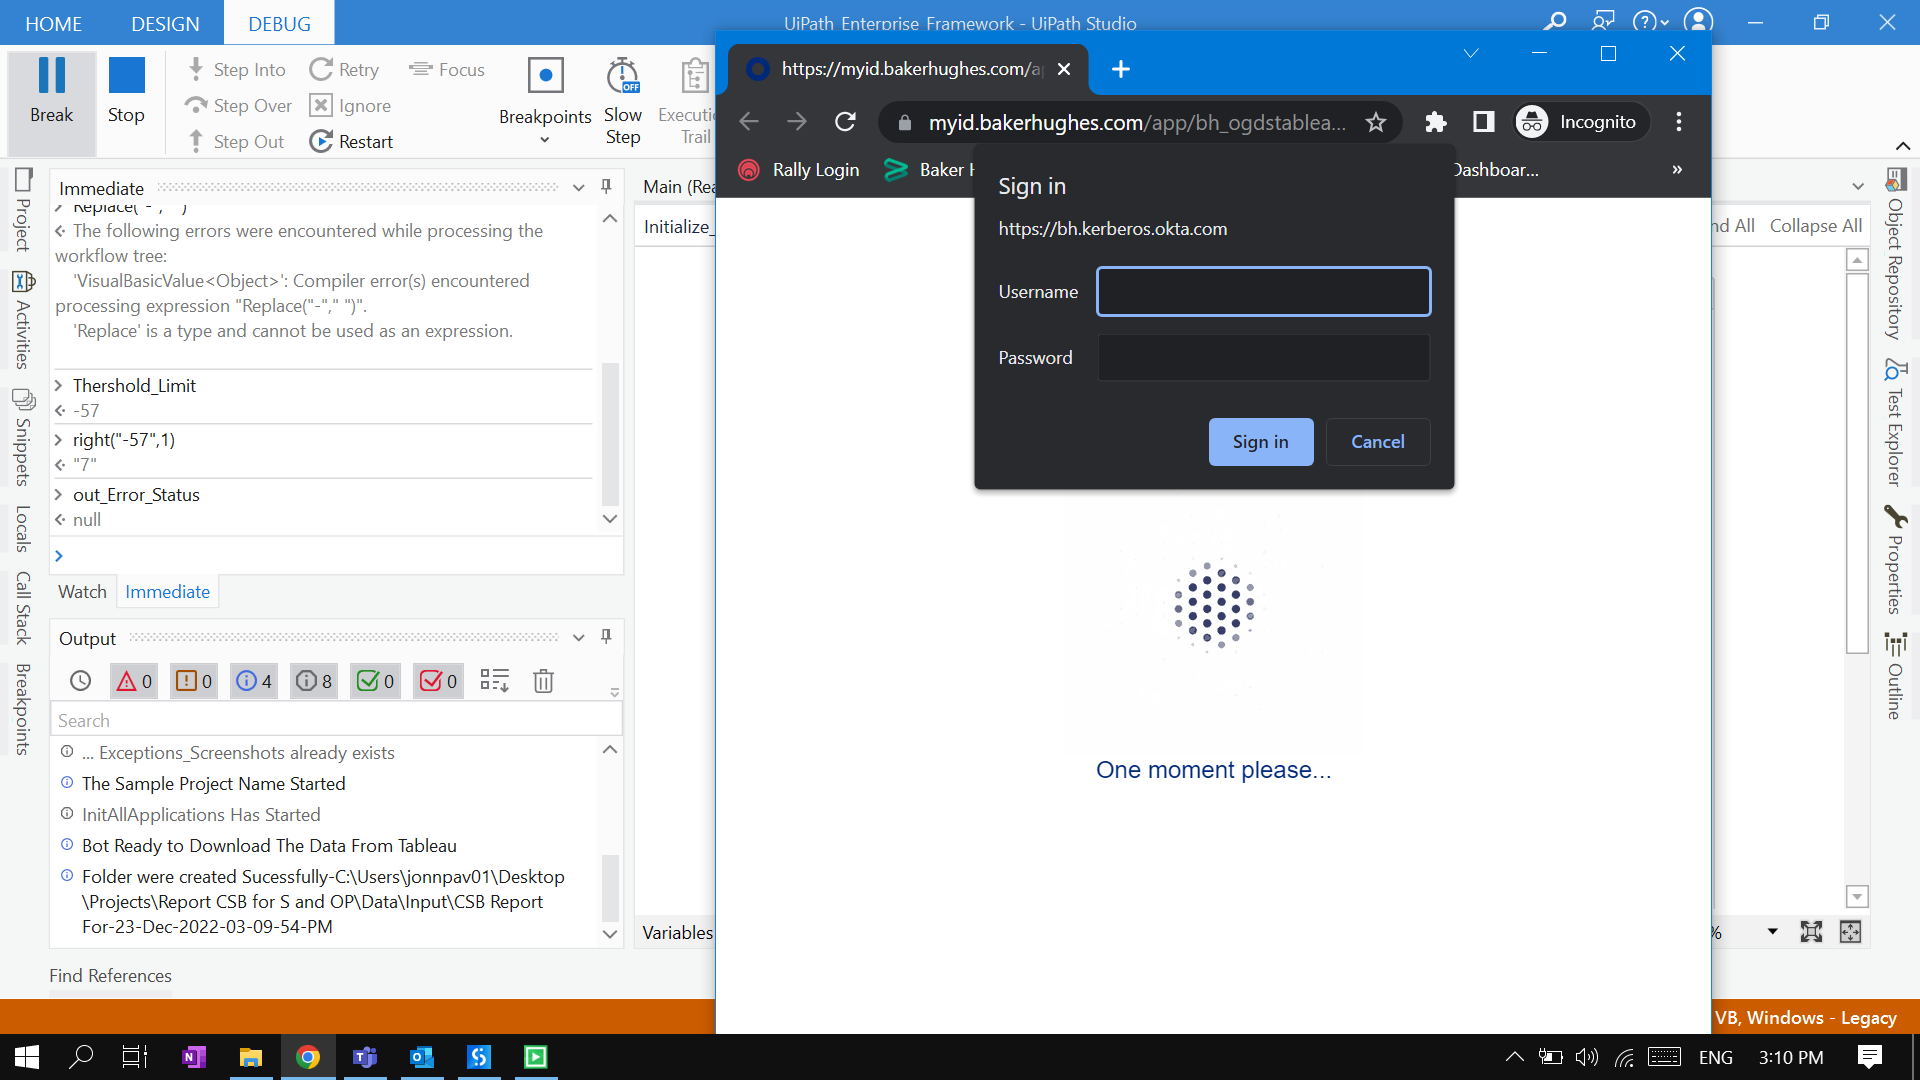 HOME DESIGN DEBUG
UiPath Enterprise Framework - UiPath Studio
Break
Stop
Step Into
Step Over
Step Out
Retry
Ignore
Restart
Focus
Breakpoints
Slow
Step
Executi
Trail
https://myid.bakerhughes.com/a
myid.bakerhughes.com/app/bh_ogdstablea...
Incognito
Rally Login
Baker H
Dashboar...
»
Sign in
https://bh.kerberos.okta.com
Username
Password
Sign in
Cancel
One moment please...
Project
Activities
Snippets
Locals
Call Stack
Breakpoints
Immediate
Replace("-"," ")
The following errors were encountered while processing the
workflow tree:
'VisualBasicValue<Object>': Compiler error(s) encountered
processing expression "Replace("-"," ")".
'Replace' is a type and cannot be used as an expression.
Thershold_Limit
-57
right("-57",1)
"7"
out_Error_Status
null
Watch
Immediate
Output
0
0
4
8
0
0
Search
... Exceptions_Screenshots already exists
The Sample Project Name Started
InitAllApplications Has Started
Bot Ready to Download The Data From Tableau
Folder were created Sucessfully-C:\Users\jonnpav01\Desktop
\Projects\Report CSB for S and OP\Data\Input\CSB Report
For-23-Dec-2022-03-09-54-PM
Find References
Main (Rea
Initialize_
Variables
nd All
Collapse All
%
Object Repository
Test Explorer
Properties
Outline
VB, Windows - Legacy
ENG
3:10 PM